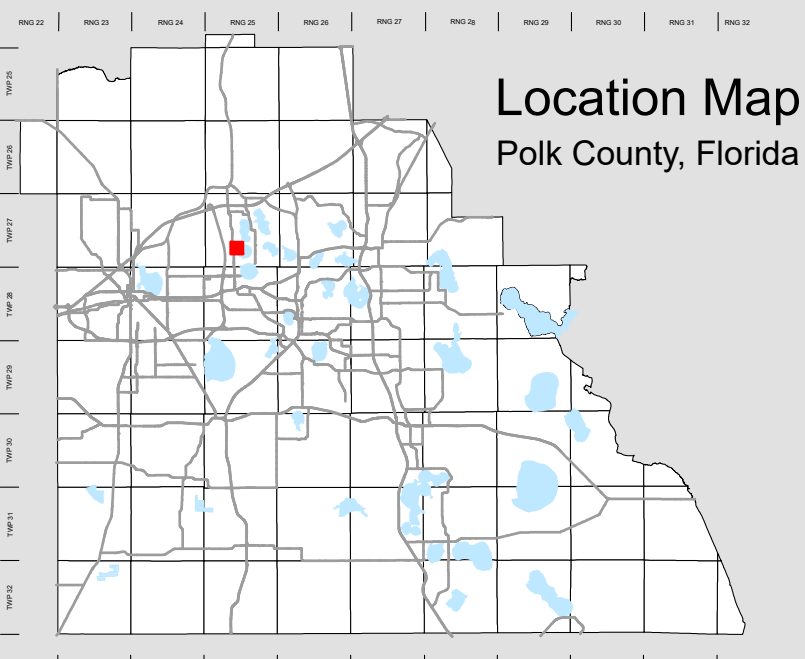 RNG 22 RNG 23 RNG 24 RNG 25 RNG 26 RNG 27 RNG 28 RNG 29 RNG 30 RNG 31 RNG 32
Location Map
Polk County, Florida
TWP 25
TWP 26
TWP 27
TWP 28
TWP 29
TWP 30
TWP 31
TWP 32